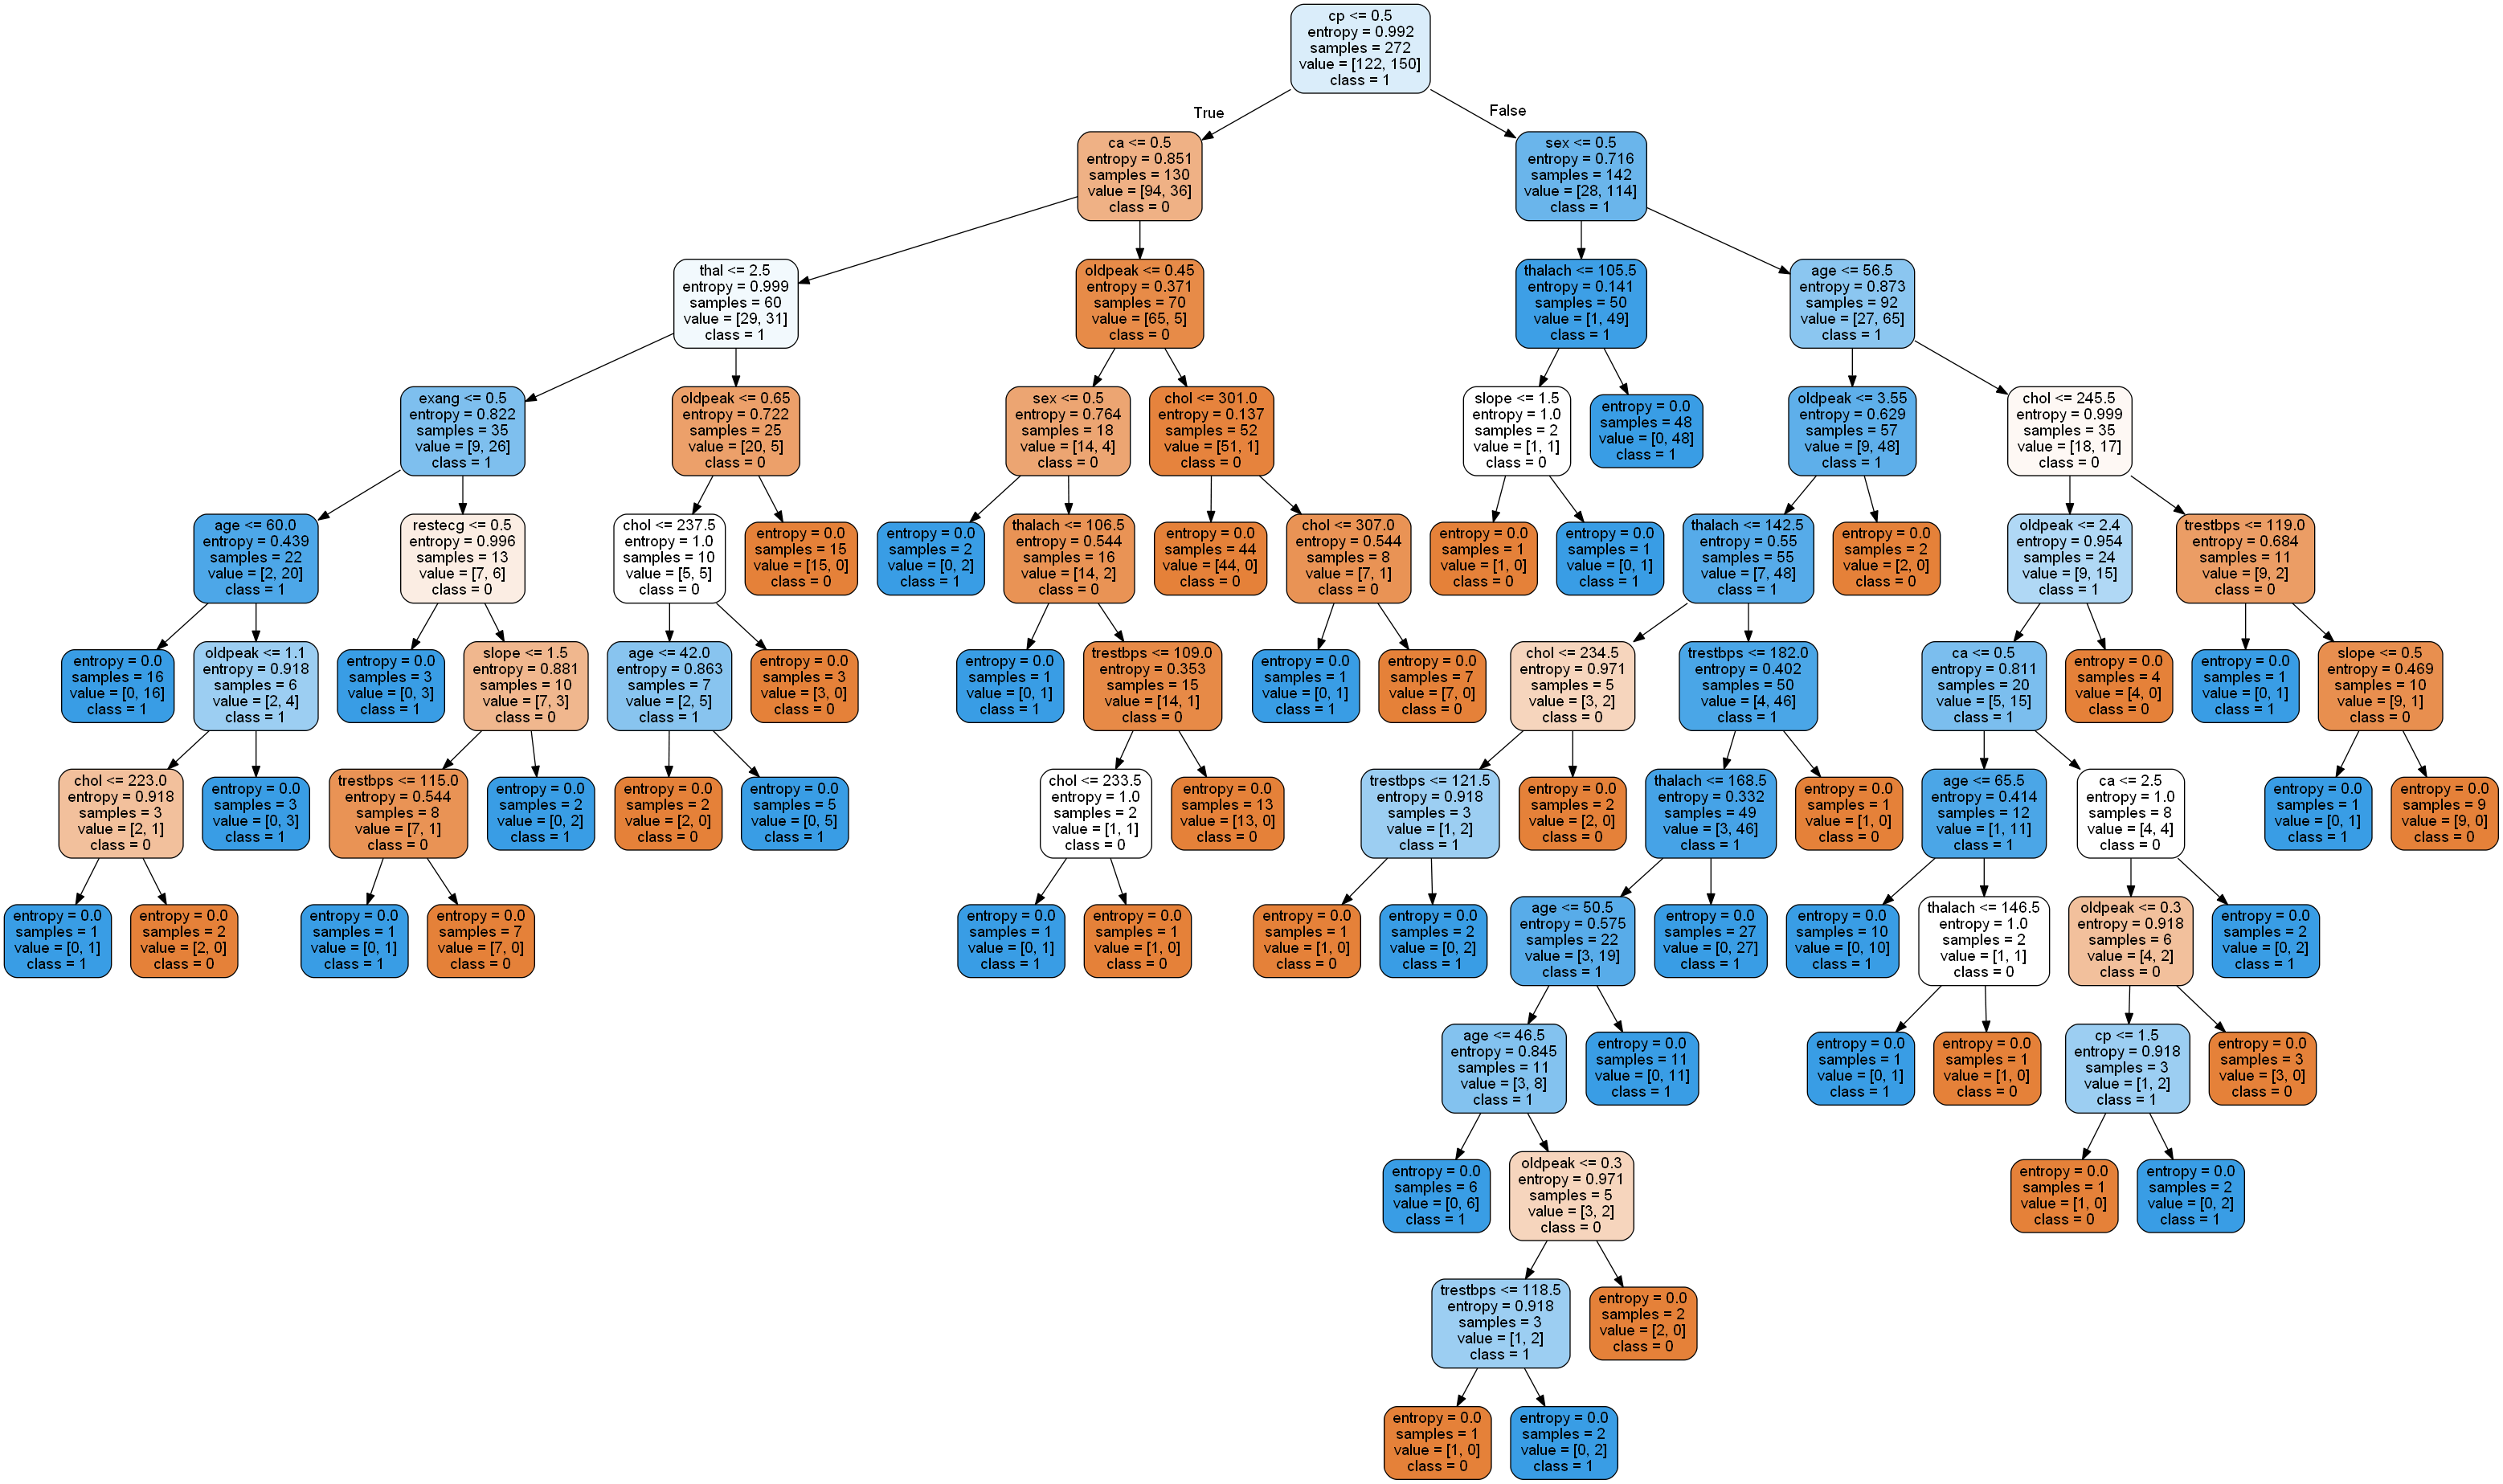 cp <= 0.5
entropy = 0.992
samples = 272
value = [122, 150]
class = 1
True
False
ca <= 0.5
entropy = 0.851
samples = 130
value = [94, 36]
class = 0
sex <= 0.5
entropy = 0.716
samples = 142
value = [28, 114]
class = 1
thal <= 2.5
entropy = 0.999
samples = 60
value = [29, 31]
class = 1
oldpeak <= 0.45
entropy = 0.371
samples = 70
value = [65, 5]
class = 0
thalach <= 105.5
entropy = 0.141
samples = 50
value = [1, 49]
class = 1
age <= 56.5
entropy = 0.873
samples = 92
value = [27, 65]
class = 1
exang <= 0.5
entropy = 0.822
samples = 35
value = [9, 26]
class = 1
oldpeak <= 0.65
entropy = 0.722
samples = 25
value = [20, 5]
class = 0
sex <= 0.5
entropy = 0.764
samples = 18
value = [14, 4]
class = 0
chol <= 301.0
entropy = 0.137
samples = 52
value = [51, 1]
class = 0
slope <= 1.5
entropy = 1.0
samples = 2
value = [1, 1]
class = 0
entropy = 0.0
samples = 48
value = [0, 48]
class = 1
oldpeak <= 3.55
entropy = 0.629
samples = 57
value = [9, 48]
class = 1
chol <= 245.5
entropy = 0.999
samples = 35
value = [18, 17]
class = 0
age <= 60.0
entropy = 0.439
samples = 22
value = [2, 20]
class = 1
restecg <= 0.5
entropy = 0.996
samples = 13
value = [7, 6]
class = 0
chol <= 237.5
entropy = 1.0
samples = 10
value = [5, 5]
class = 0
entropy = 0.0
samples = 15
value = [15, 0]
class = 0
entropy = 0.0
samples = 2
value = [0, 2]
class = 1
thalach <= 106.5
entropy = 0.544
samples = 16
value = [14, 2]
class = 0
entropy = 0.0
samples = 44
value = [44, 0]
class = 0
chol <= 307.0
entropy = 0.544
samples = 8
value = [7, 1]
class = 0
entropy = 0.0
samples = 1
value = [1, 0]
class = 0
entropy = 0.0
samples = 1
value = [0, 1]
class = 1
thalach <= 142.5
entropy = 0.55
samples = 55
value = [7, 48]
class = 1
entropy = 0.0
samples = 2
value = [2, 0]
class = 0
oldpeak <= 2.4
entropy = 0.954
samples = 24
value = [9, 15]
class = 1
trestbps <= 119.0
entropy = 0.684
samples = 11
value = [9, 2]
class = 0
entropy = 0.0
samples = 16
value = [0, 16]
class = 1
oldpeak <= 1.1
entropy = 0.918
samples = 6
value = [2, 4]
class = 1
entropy = 0.0
samples = 3
value = [0, 3]
class = 1
slope <= 1.5
entropy = 0.881
samples = 10
value = [7, 3]
class = 0
age <= 42.0
entropy = 0.863
samples = 7
value = [2, 5]
class = 1
entropy = 0.0
samples = 3
value = [3, 0]
class = 0
entropy = 0.0
samples = 1
value = [0, 1]
class = 1
trestbps <= 109.0
entropy = 0.353
samples = 15
value = [14, 1]
class = 0
entropy = 0.0
samples = 1
value = [0, 1]
class = 1
entropy = 0.0
samples = 7
value = [7, 0]
class = 0
chol <= 234.5
entropy = 0.971
samples = 5
value = [3, 2]
class = 0
trestbps <= 182.0
entropy = 0.402
samples = 50
value = [4, 46]
class = 1
ca <= 0.5
entropy = 0.811
samples = 20
value = [5, 15]
class = 1
entropy = 0.0
samples = 4
value = [4, 0]
class = 0
entropy = 0.0
samples = 1
value = [0, 1]
class = 1
slope <= 0.5
entropy = 0.469
samples = 10
value = [9, 1]
class = 0
chol <= 223.0
entropy = 0.918
samples = 3
value = [2, 1]
class = 0
entropy = 0.0
samples = 3
value = [0, 3]
class = 1
trestbps <= 115.0
entropy = 0.544
samples = 8
value = [7, 1]
class = 0
entropy = 0.0
samples = 2
value = [0, 2]
class = 1
entropy = 0.0
samples = 2
value = [2, 0]
class = 0
entropy = 0.0
samples = 5
value = [0, 5]
class = 1
chol <= 233.5
entropy = 1.0
samples = 2
value = [1, 1]
class = 0
entropy = 0.0
samples = 13
value = [13, 0]
class = 0
trestbps <= 121.5
entropy = 0.918
samples = 3
value = [1, 2]
class = 1
entropy = 0.0
samples = 2
value = [2, 0]
class = 0
thalach <= 168.5
entropy = 0.332
samples = 49
value = [3, 46]
class = 1
entropy = 0.0
samples = 1
value = [1, 0]
class = 0
age <= 65.5
entropy = 0.414
samples = 12
value = [1, 11]
class = 1
ca <= 2.5
entropy = 1.0
samples = 8
value = [4, 4]
class = 0
entropy = 0.0
samples = 1
value = [0, 1]
class = 1
entropy = 0.0
samples = 9
value = [9, 0]
class = 0
entropy = 0.0
samples = 1
value = [0, 1]
class = 1
entropy = 0.0
samples = 2
value = [2, 0]
class = 0
entropy = 0.0
samples = 1
value = [0, 1]
class = 1
entropy = 0.0
samples = 7
value = [7, 0]
class = 0
entropy = 0.0
samples = 1
value = [0, 1]
class = 1
entropy = 0.0
samples = 1
value = [1, 0]
class = 0
entropy = 0.0
samples = 1
value = [1, 0]
class = 0
entropy = 0.0
samples = 2
value = [0, 2]
class = 1
age <= 50.5
entropy = 0.575
samples = 22
value = [3, 19]
class = 1
entropy = 0.0
samples = 27
value = [0, 27]
class = 1
entropy = 0.0
samples = 10
value = [0, 10]
class = 1
thalach <= 146.5
entropy = 1.0
samples = 2
value = [1, 1]
class = 0
oldpeak <= 0.3
entropy = 0.918
samples = 6
value = [4, 2]
class = 0
entropy = 0.0
samples = 2
value = [0, 2]
class = 1
age <= 46.5
entropy = 0.845
samples = 11
value = [3, 8]
class = 1
entropy = 0.0
samples = 11
value = [0, 11]
class = 1
entropy = 0.0
samples = 1
value = [0, 1]
class = 1
entropy = 0.0
samples = 1
value = [1, 0]
class = 0
cp <= 1.5
entropy = 0.918
samples = 3
value = [1, 2]
class = 1
entropy = 0.0
samples = 3
value = [3, 0]
class = 0
entropy = 0.0
samples = 6
value = [0, 6]
class = 1
oldpeak <= 0.3
entropy = 0.971
samples = 5
value = [3, 2]
class = 0
entropy = 0.0
samples = 1
value = [1, 0]
class = 0
entropy = 0.0
samples = 2
value = [0, 2]
class = 1
trestbps <= 118.5
entropy = 0.918
samples = 3
value = [1, 2]
class = 1
entropy = 0.0
samples = 2
value = [2, 0]
class = 0
entropy = 0.0
samples = 1
value = [1, 0]
class = 0
entropy = 0.0
samples = 2
value = [0, 2]
class = 1